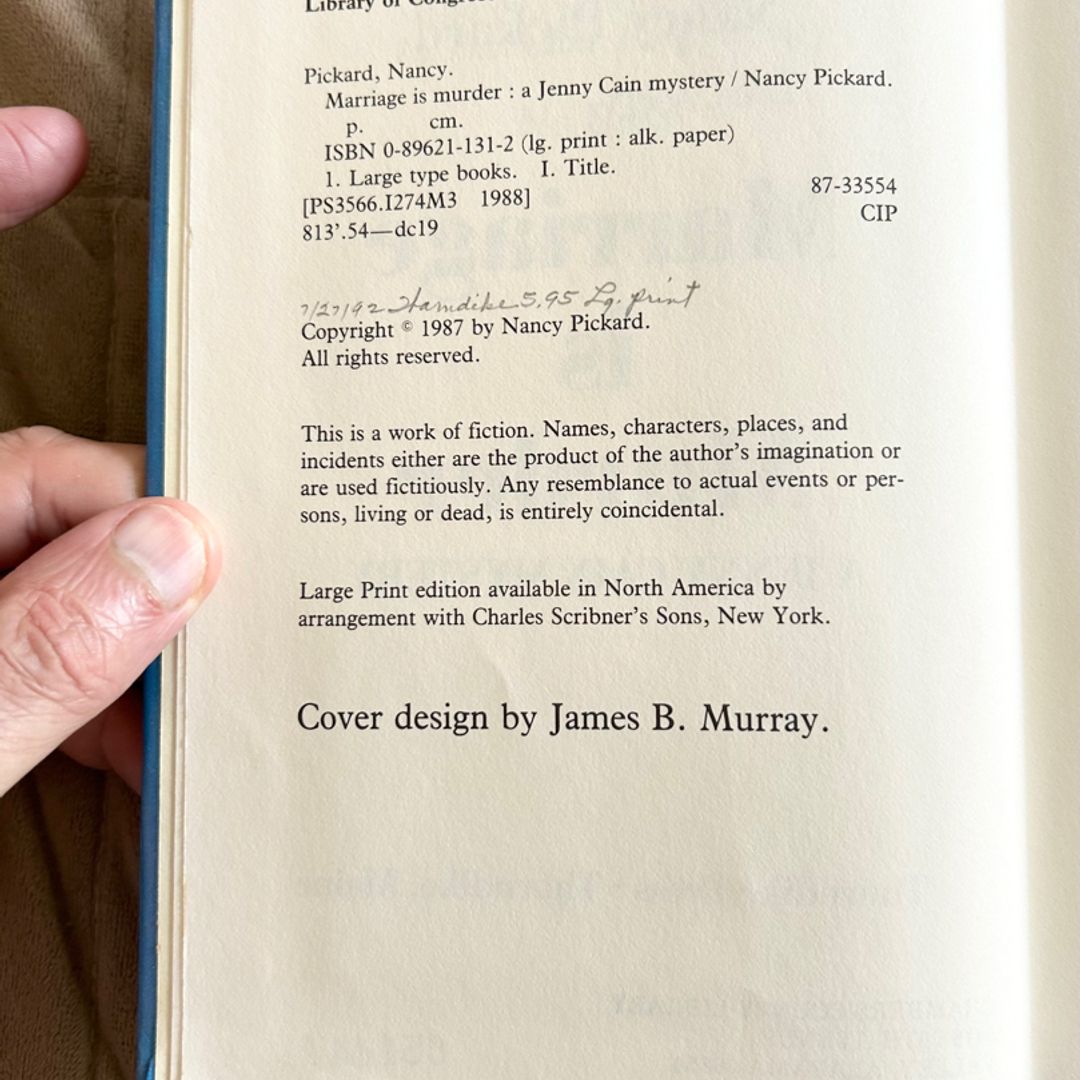 Library of Congress
Pickard, Nancy.
Marriage is murder : a Jenny Cain mystery / Nancy Pickard.
p. cm.
ISBN 0-89621-131-2 (lg. print : alk. paper)
1. Large type books. I. Title.
[PS3566.I274M3 1988] 87-33554
813'.54—dc19 CIP
7/27/92 5.95 Lg. print
Copyright © 1987 by Nancy Pickard.
All rights reserved.
This is a work of fiction. Names, characters, places, and
incidents either are the product of the author's imagination or
are used fictitiously. Any resemblance to actual events or per-
sons, living or dead, is entirely coincidental.
Large Print edition available in North America by
arrangement with Charles Scribner's Sons, New York.
Cover design by James B. Murray.